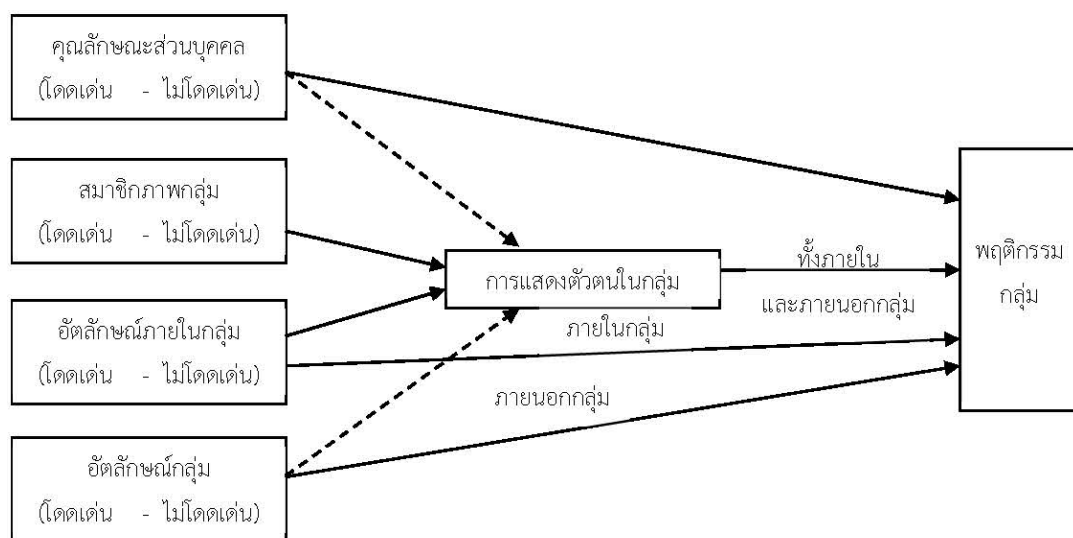 คุณลักษณะส่วนบุคคล
(โดดเด่น - ไม่โดดเด่น)
สมาชิกภาพกลุ่ม
(โดดเด่น - ไม่โดดเด่น)
อัตลักษณ์ภายในกลุ่ม
(โดดเด่น - ไม่โดดเด่น)
อัตลักษณ์กลุ่ม
(โดดเด่น - ไม่โดดเด่น)
การแสดงตัวตนในกลุ่ม
ทั้งภายใน
และภายนอกกลุ่ม
ภายในกลุ่ม
ภายนอกกลุ่ม
พฤติกรรม
กลุ่ม